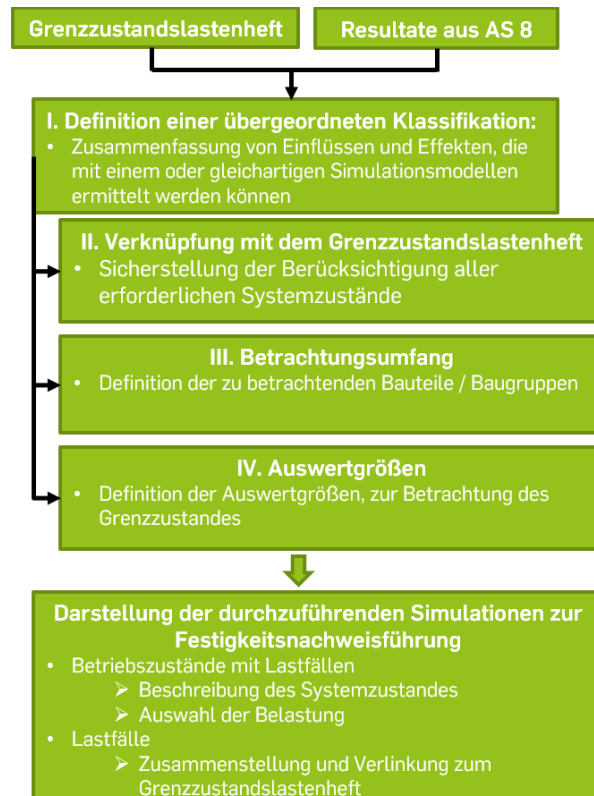 Grenzzustandslastenheft
Resultate aus AS 8
I. Definition einer übergeordneten Klassifikation:
• Zusammenfassung von Einflüssen und Effekten, die
mit einem oder gleichartigen Simulationsmodellen
ermittelt werden können
II. Verknüpfung mit dem Grenzzustandslastenheft
• Sicherstellung der Berücksichtigung aller
erforderlichen Systemzustände
III. Betrachtungsumfang
• Definition der zu betrachtenden Bauteile / Baugruppen
IV. Auswertgrößen
• Definition der Auswertgrößen, zur Betrachtung des
Grenzzustandes
Darstellung der durchzuführenden Simulationen zur
Festigkeitsnachweisführung
• Betriebszustände mit Lastfällen
➢ Beschreibung des Systemzustandes
➢ Auswahl der Belastung
• Lastfälle
➢ Zusammenstellung und Verlinkung zum
Grenzzustandslastenheft